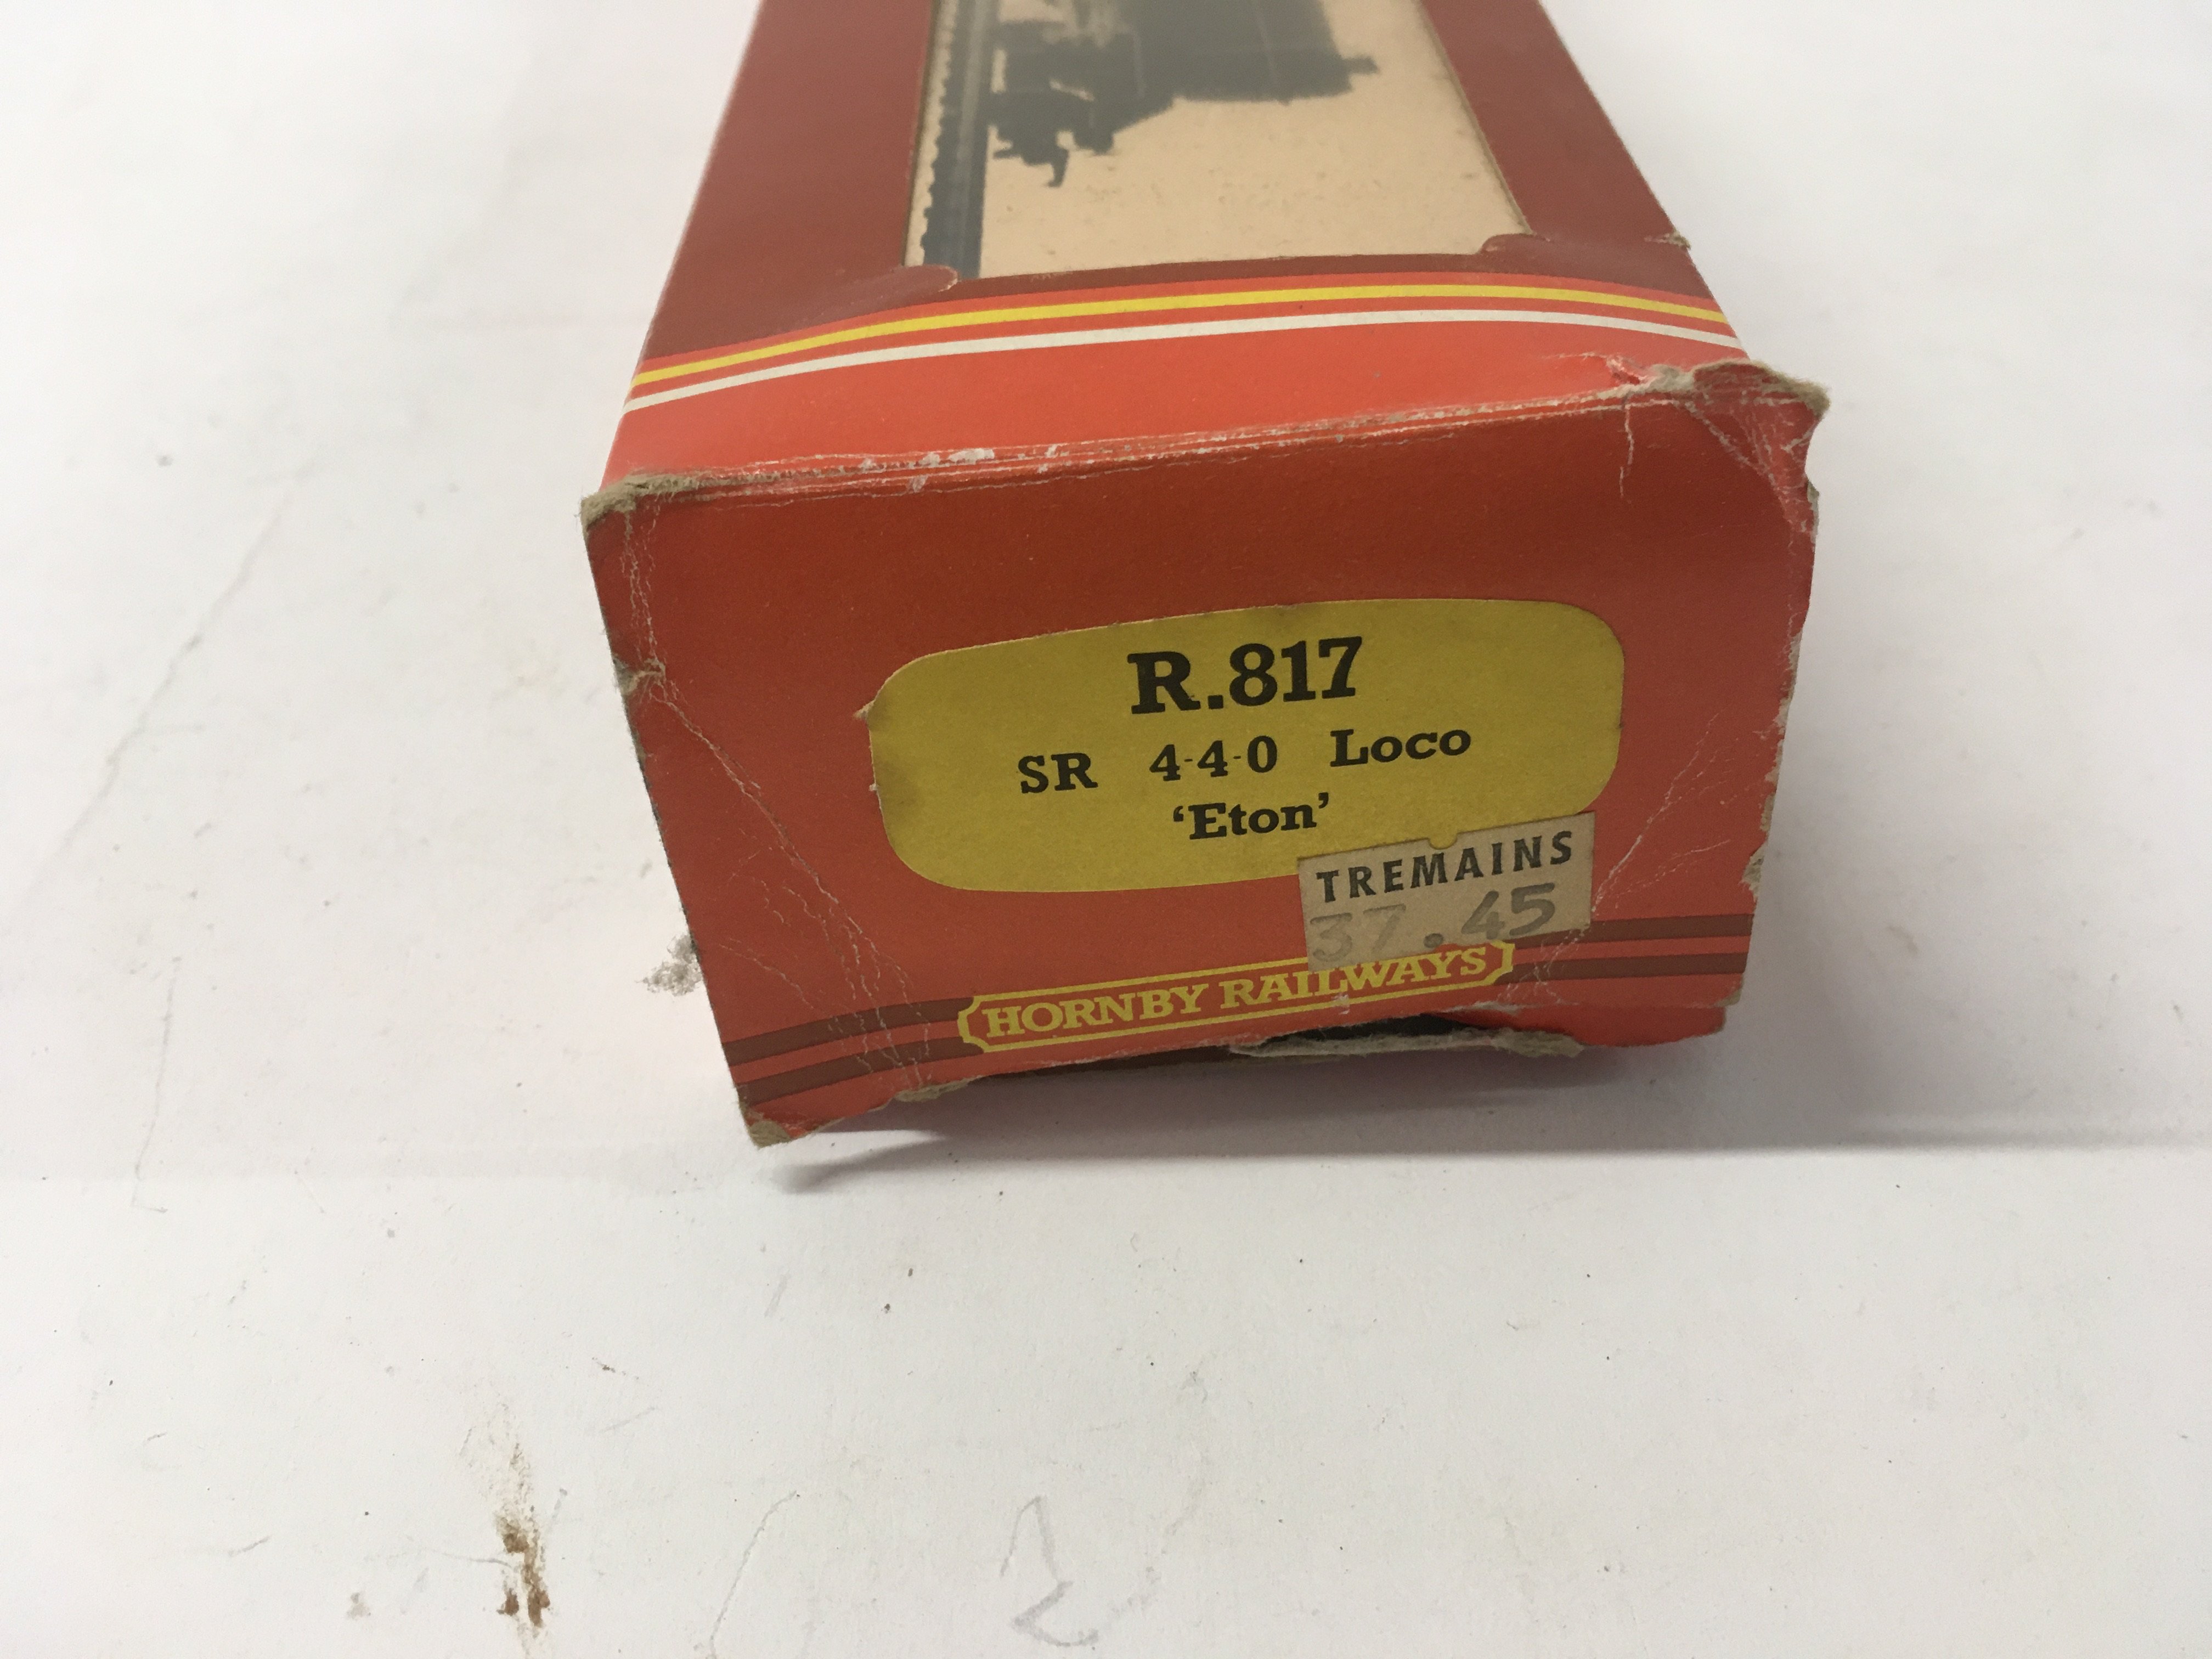 R.817
SR 4-4-0 Loco
‘Eton’
TREMAINS
37.45
HORNBY RAILWAYS